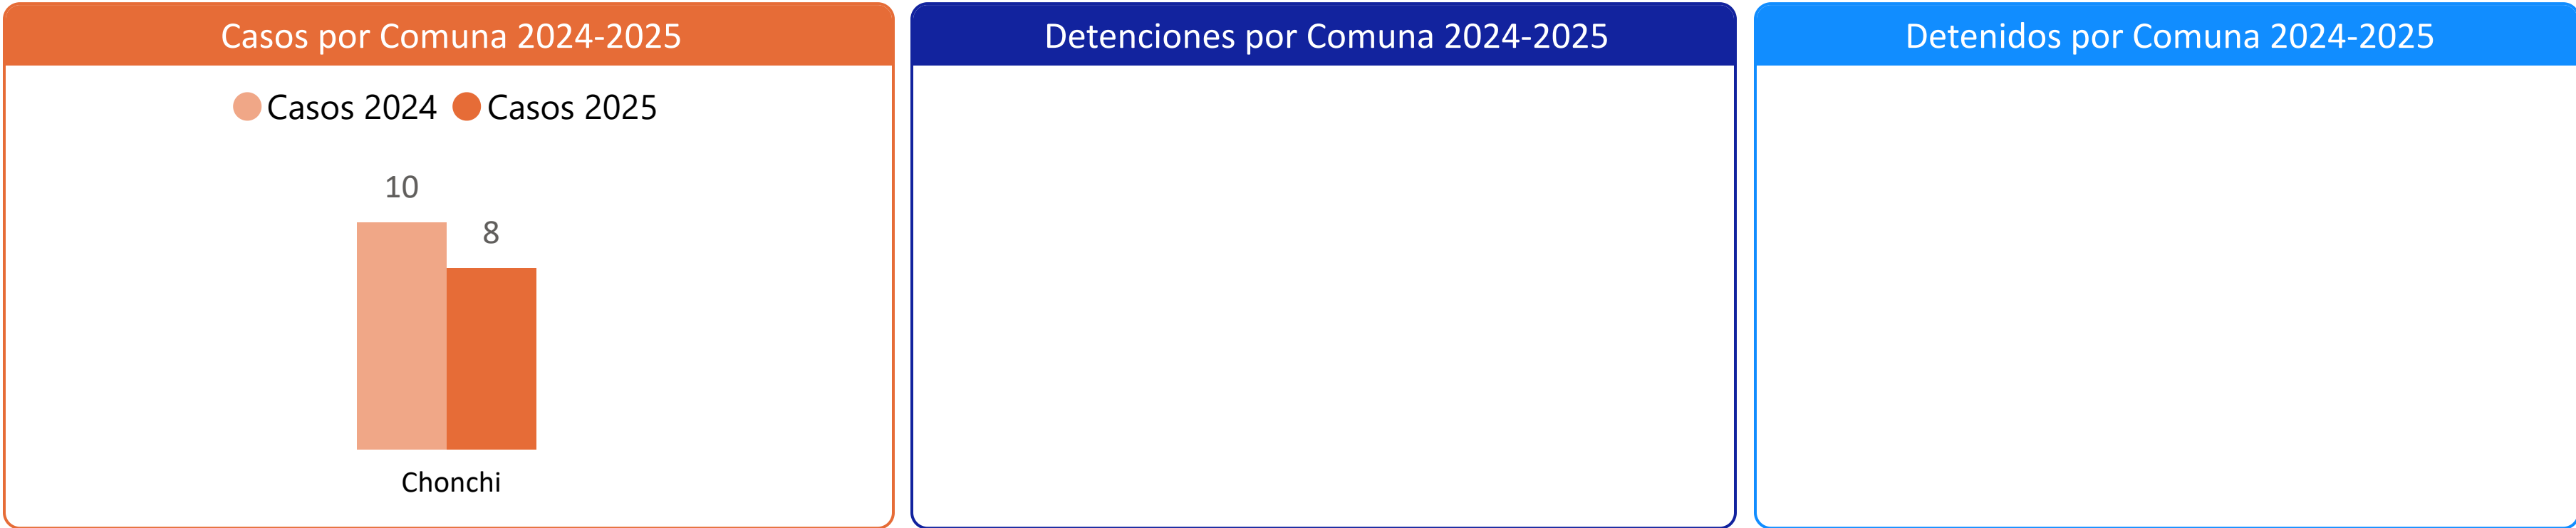 Casos por Comuna 2024-2025
Casos 2024 Casos 2025
10
8
Chonchi
Detenciones por Comuna 2024-2025
Detenidos por Comuna 2024-2025